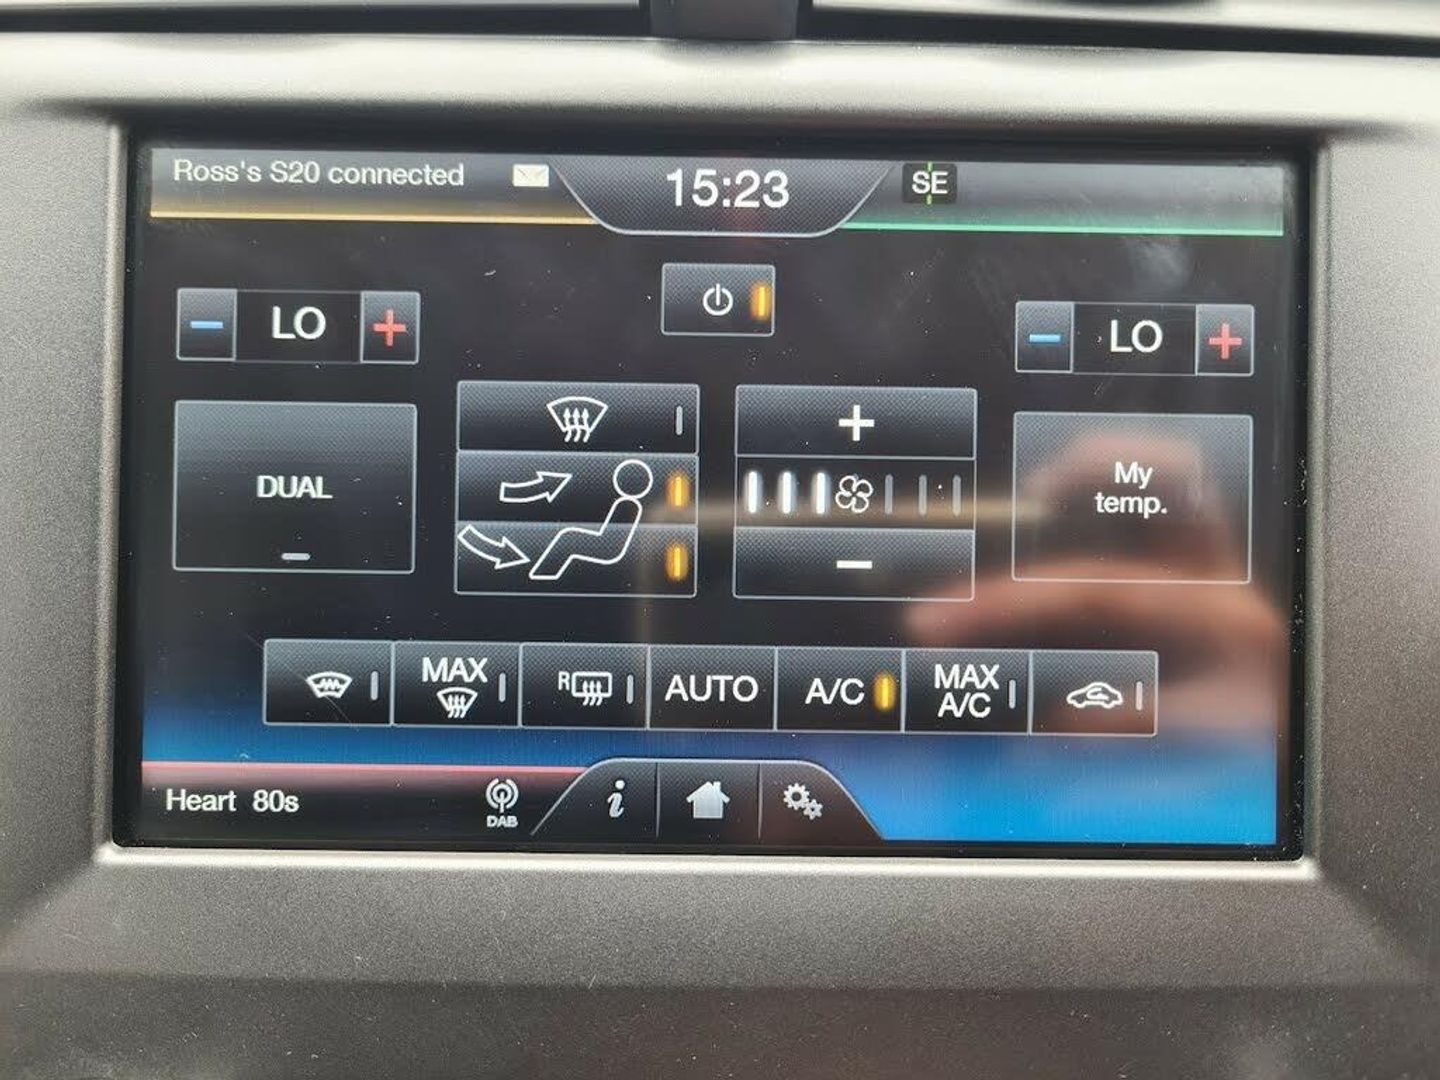 Ross's S20 connected
15:23
SE
LO
LO
DUAL
My
temp.
MAX
R
AUTO
A/C
MAX
A/C
Heart 80s
DAB
i